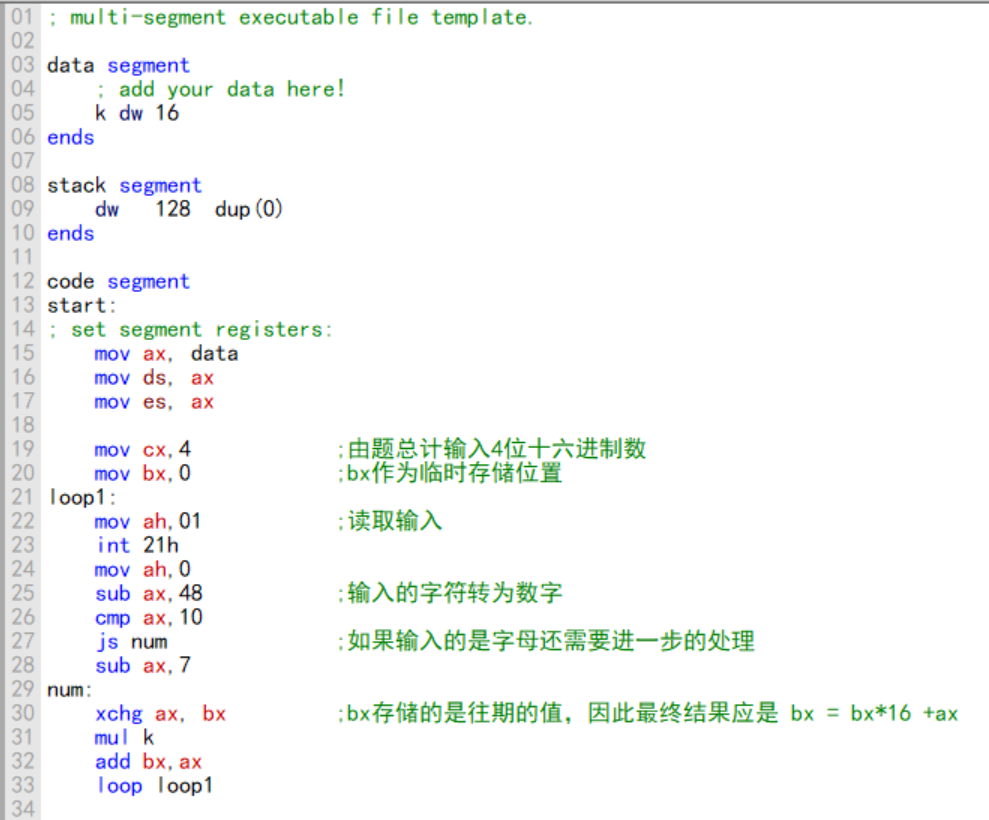 01 ; multi-segment executable file template.
02
03 data segment
04     ; add your data here!
05     k dw 16
06 ends
07
08 stack segment
09     dw   128  dup(0)
10 ends
11
12 code segment
13 start:
14 ; set segment registers:
15     mov ax, data
16     mov ds, ax
17     mov es, ax
18
19     mov cx,4            ;由题总计输入4位十六进制数
20     mov bx,0            ;bx作为临时存储位置
21 loop1:
22     mov ah,01           ;读取输入
23     int 21h
24     mov ah,0
25     sub ax,48           ;输入的字符转为数字
26     cmp ax,10
27     js num              ;如果输入的是字母还需要进一步的处理
28     sub ax,7
29 num:
30     xchg ax, bx         ;bx存储的是往期的值，因此最终结果应是 bx = bx*16 +ax
31     mul k
32     add bx,ax
33     loop loop1
34